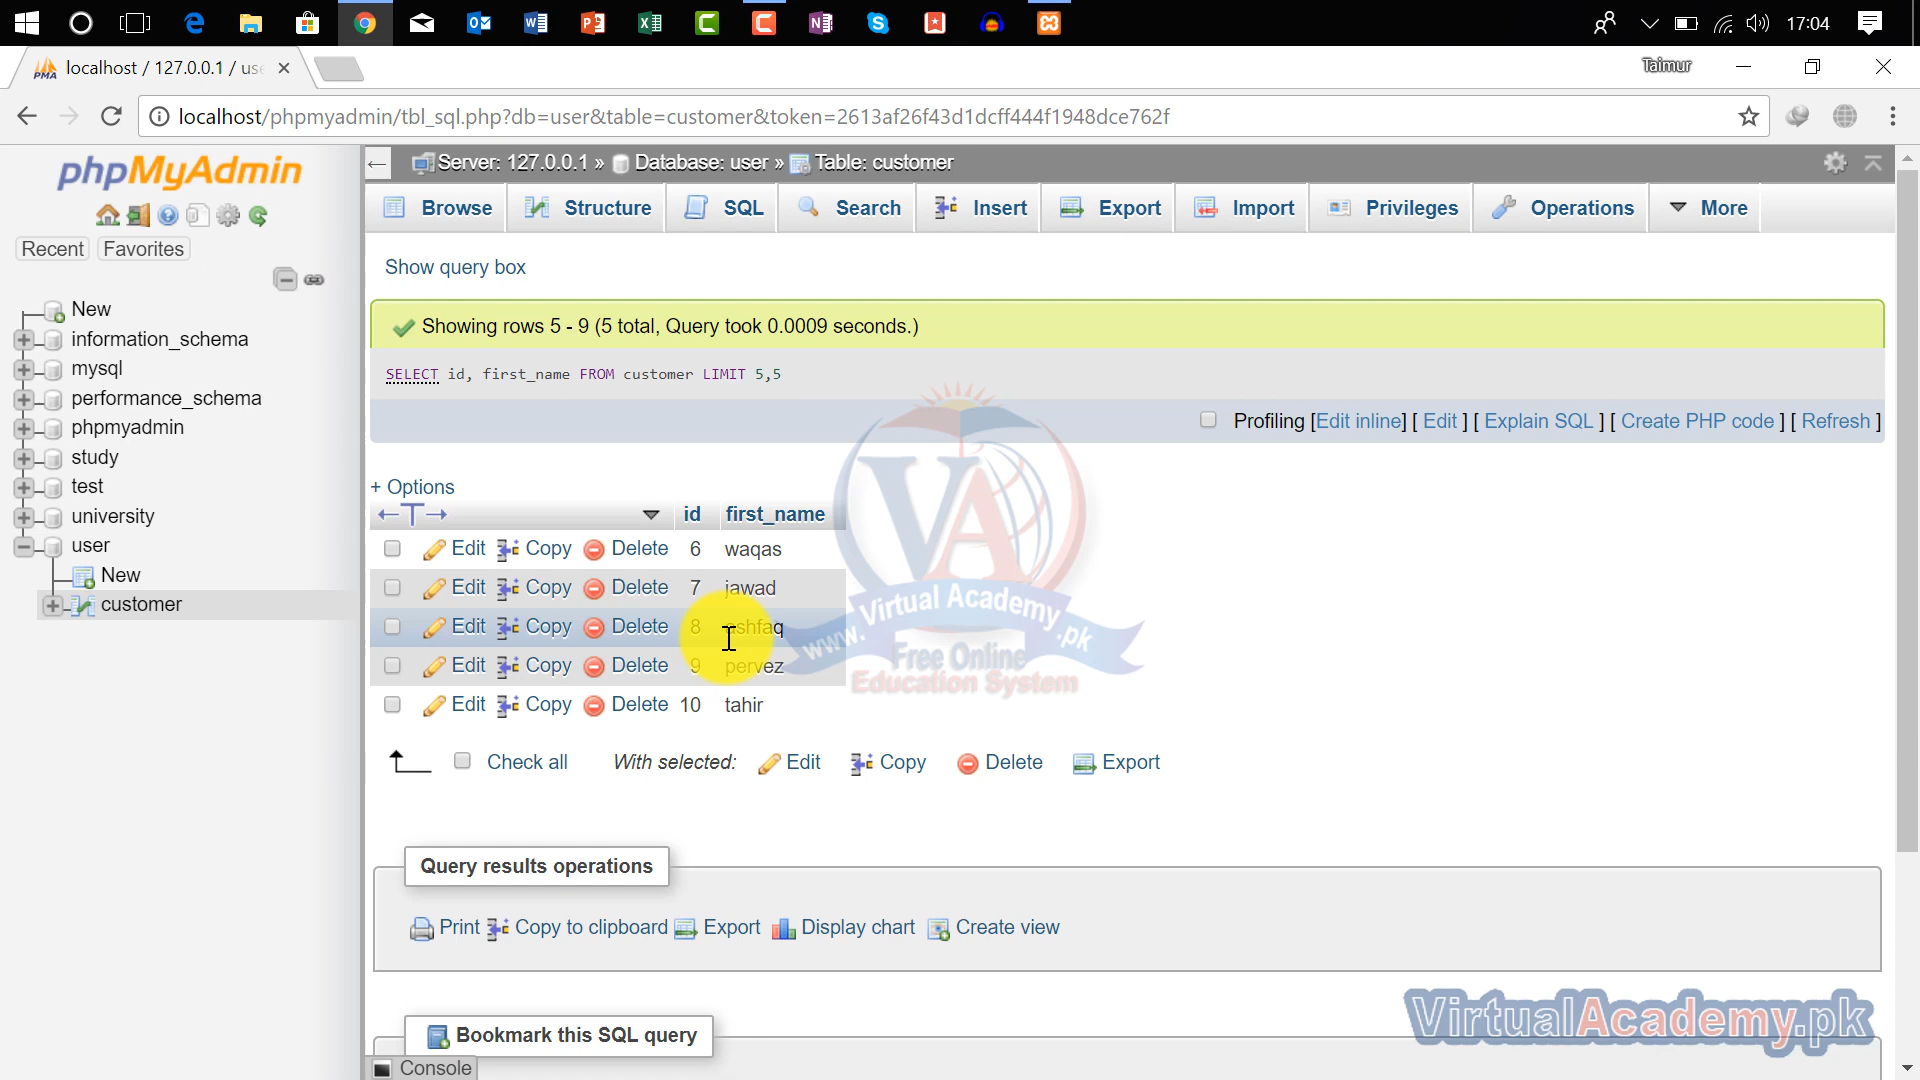 17:04
localhost / 127.0.0.1 / use
Taimur
localhost/phpmyadmin/tbl_sql.php?db=user&table=customer&token=2613af26f43d1dcff444f1948dce762f
phpMyAdmin
Server: 127.0.0.1 » Database: user » Table: customer
Browse Structure SQL Search Insert Export Import Privileges Operations More
Recent Favorites
New
information_schema
mysql
performance_schema
phpmyadmin
study
test
university
user
New
customer
Show query box
Showing rows 5 - 9 (5 total, Query took 0.0009 seconds.)
SELECT id, first_name FROM customer LIMIT 5,5
Profiling [Edit inline] [ Edit ] [ Explain SQL ] [ Create PHP code ] [ Refresh ]
+ Options
id first_name
Edit Copy Delete 6 waqas
Edit Copy Delete 7 jawad
Edit Copy Delete 8 ashfaq
Edit Copy Delete 9 pervez
Edit Copy Delete 10 tahir
Check all With selected: Edit Copy Delete Export
VA
www.VirtualAcademy.pk
Free Online
Education System
Query results operations
Print Copy to clipboard Export Display chart Create view
Bookmark this SQL query
Console
VirtualAcademy.pk